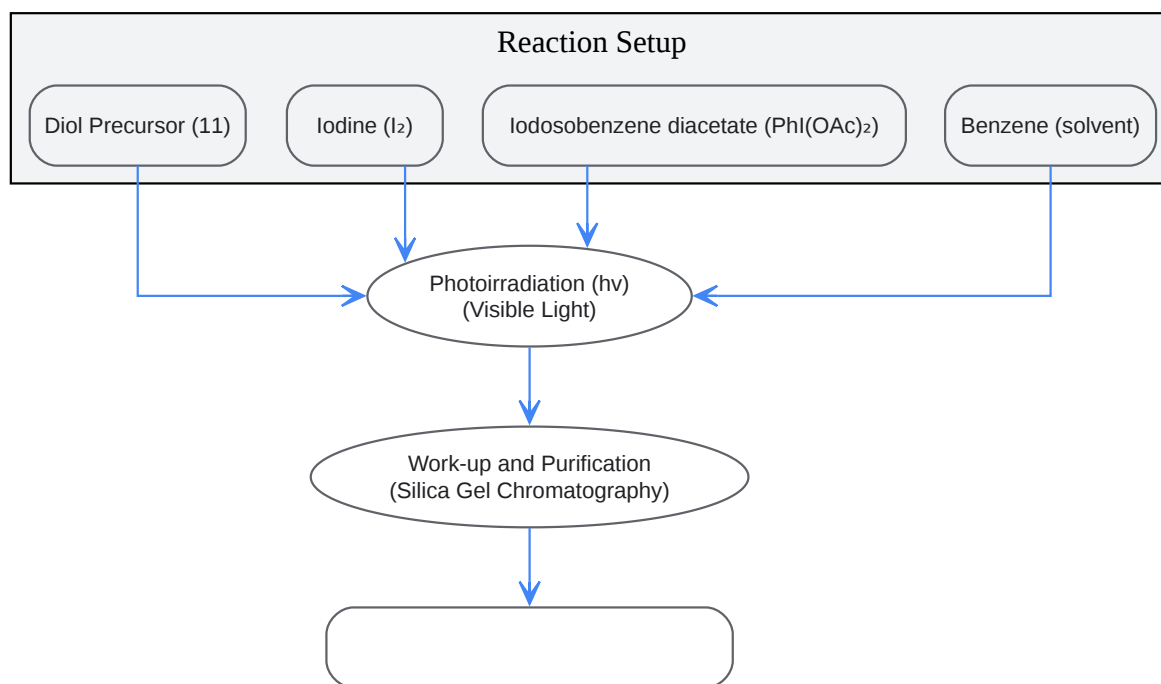 Reaction Setup
Diol Precursor (11)
Iodine (I₂)
Iodosobenzene diacetate (PhI(OAc)₂)
Benzene (solvent)
Photoirradiation (hν)
(Visible Light)
Work-up and Purification
(Silica Gel Chromatography)